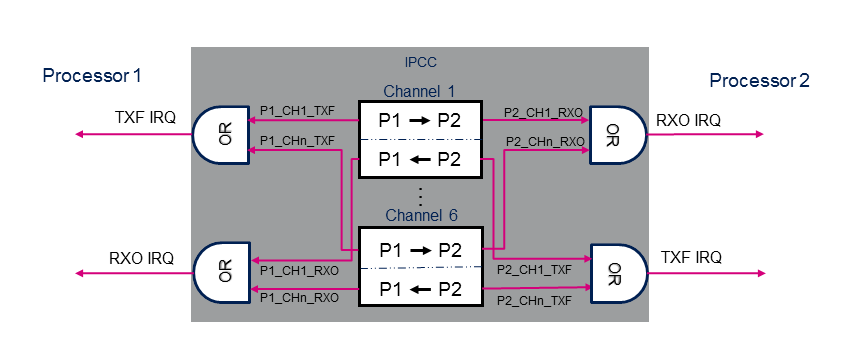 IPCC
Processor 1
Processor 2
Channel 1
TXF IRQ
OR
P1_CH1_TXF
P1 → P2
P2_CH1_RXO
OR
RXO IRQ
P1_CHn_TXF
P1 ← P2
P2_CHn_RXO
⋮
Channel 6
RXO IRQ
OR
P1 → P2
OR
TXF IRQ
P1_CH1_RXO
P2_CH1_TXF
P1_CHn_RXO
P1 ← P2
P2_CHn_TXF